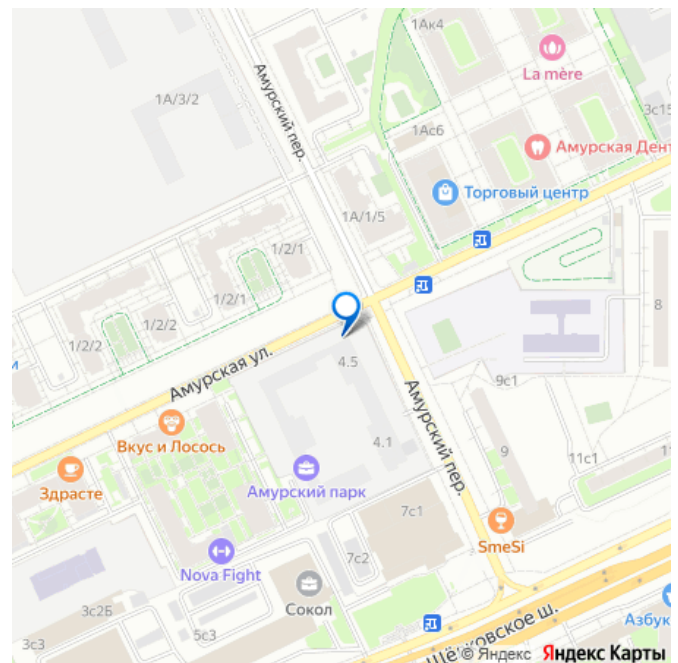 1Ак4
La mère
1А/3/2
Амурский пер.
3с15
1Ас6
Амурская Дент
Торговый центр
1А/1/5
1/2/1
1/2/1
8
1/2/2
1/2/2
и
4.5
Амурская ул.
9с1
Амурский пер.
Вкус и Лосось
4.1
9
11с1
1
Здрасте
Амурский парк
7с1
SmeSi
7с2
Nova Fight
Сокол
3с2Б
Азбук
5с3
3с3
Щёлковское ш.
© Яндекс Яндекс Карты